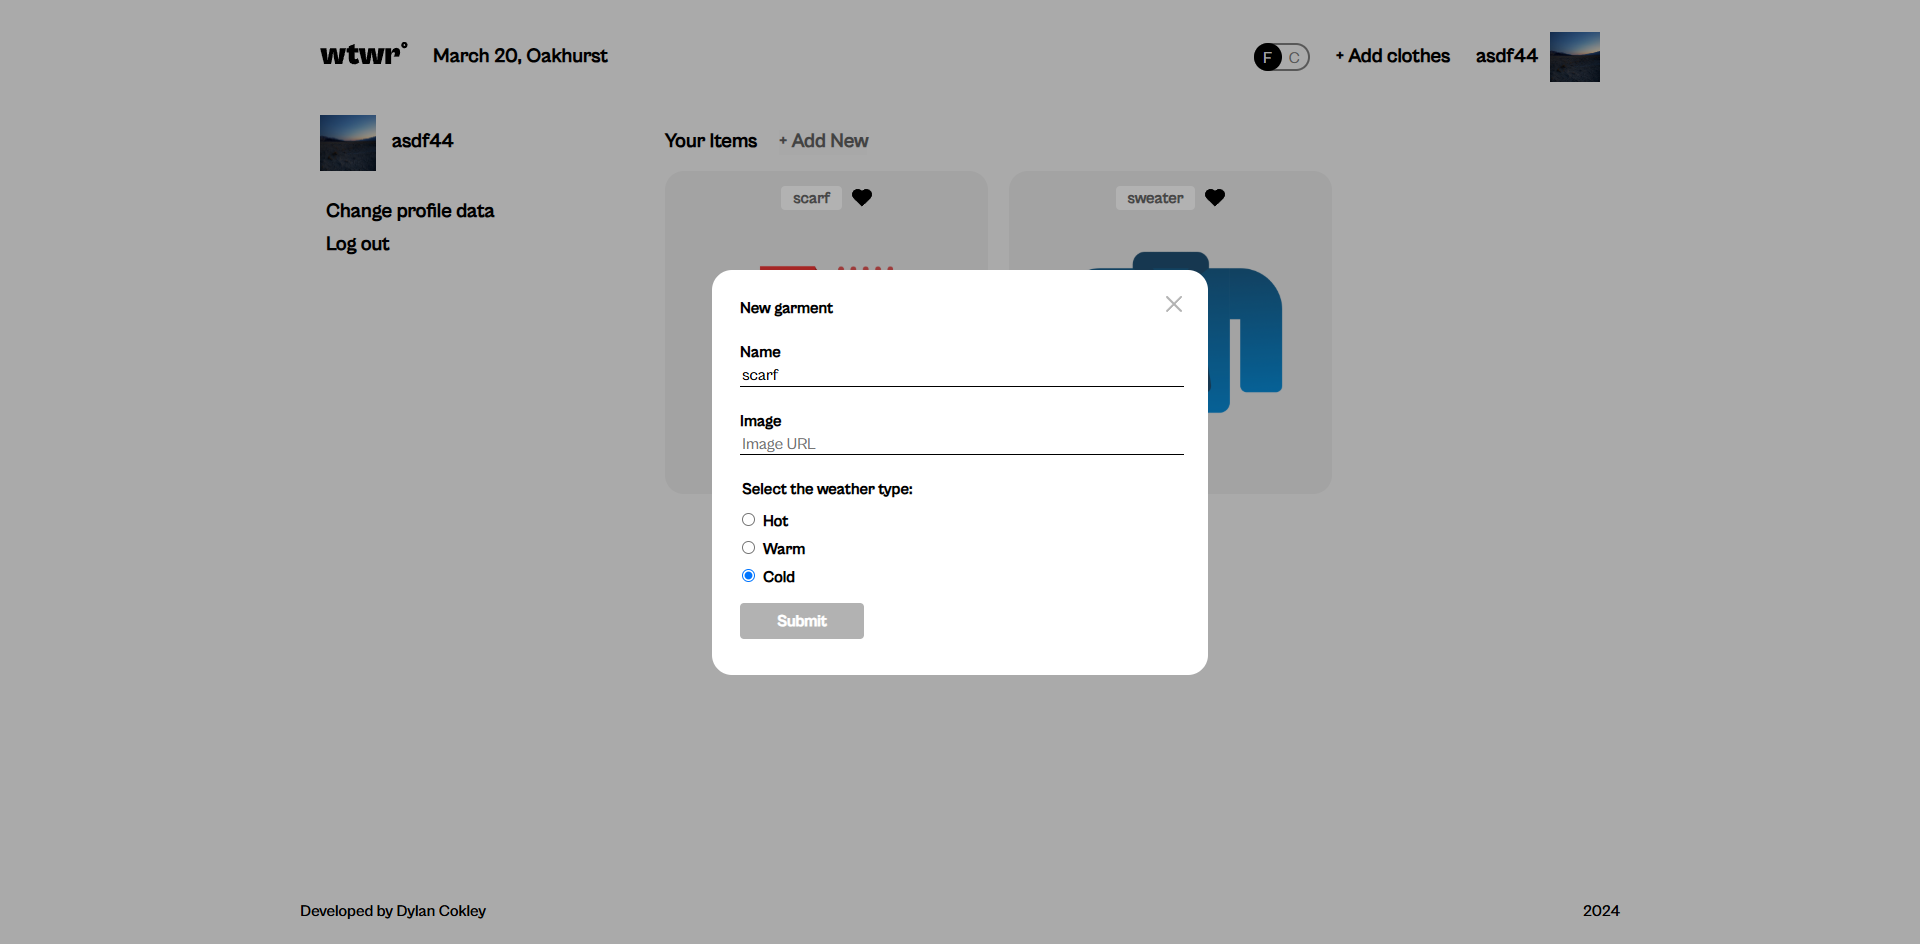 wtwr°
March 20, Oakhurst
F C
+ Add clothes
asdf44
asdf44
Change profile data
Log out
Your Items
+ Add New
scarf
sweater
New garment
Name
scarf
Image
Image URL
Select the weather type:
Hot
Warm
Cold
Submit
Developed by Dylan Cokley
2024